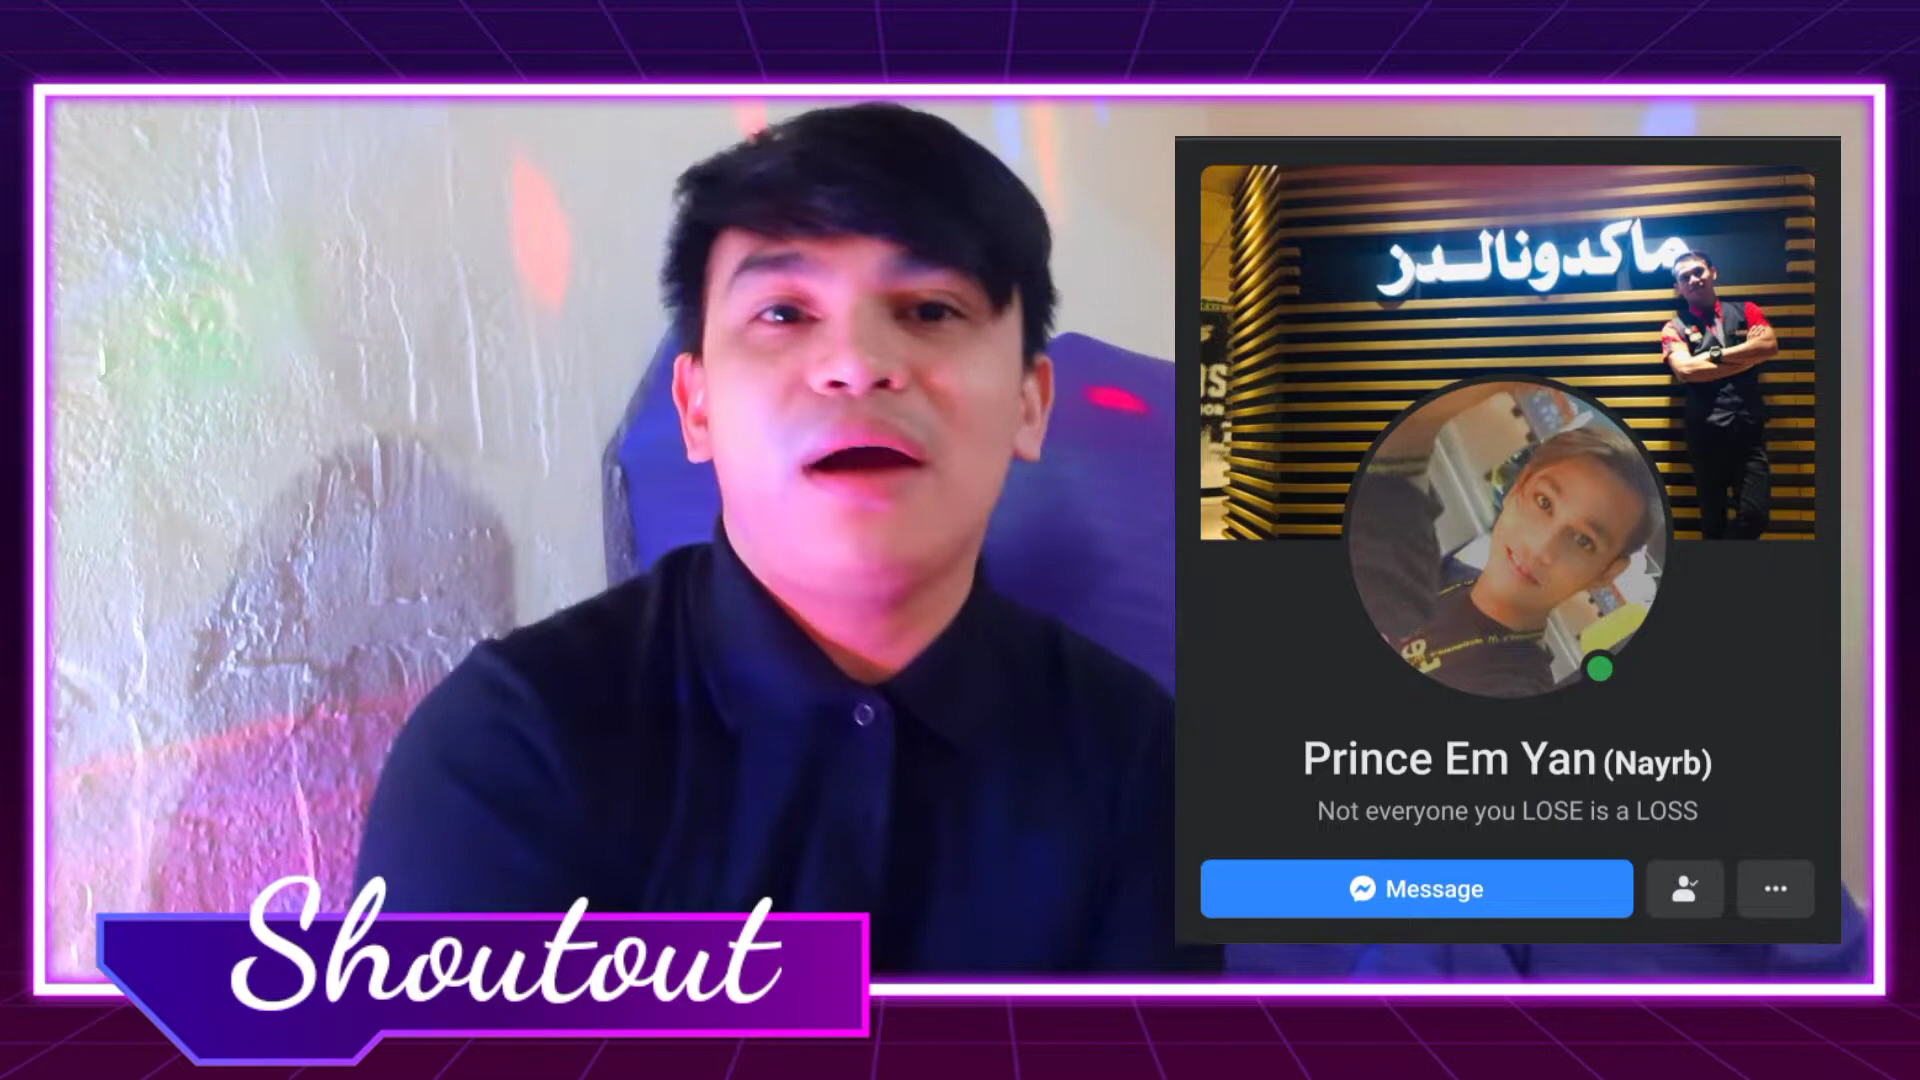 ماكدونالدز
Prince Em Yan (Nayrb)
Not everyone you LOSE is a LOSS
Message
Shoutout